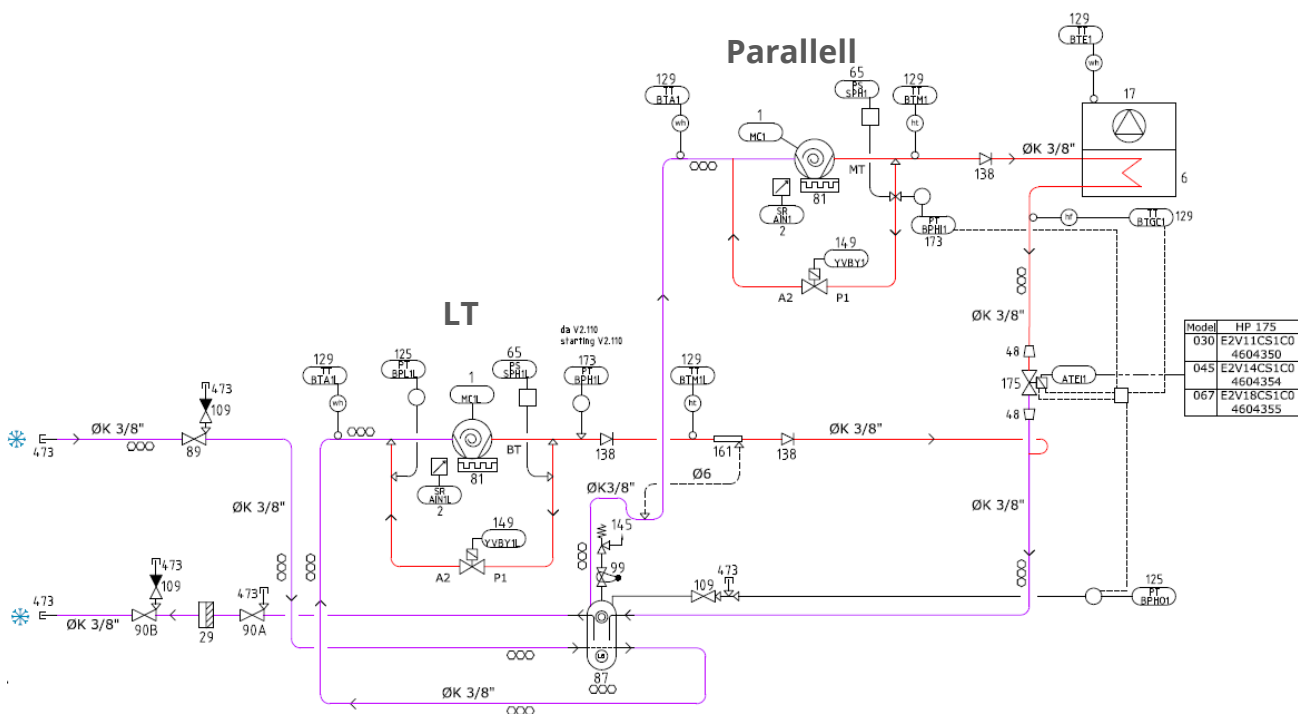 Parallell
129
TT
BTE1
wh
17
6
65
PS
SPH1
129
TT
BTA1
wh
129
TT
BTM1
ht
1
MC1
MT
81
SR
AIN1
2
138
ØK 3/8"
PT
BPHI1
173
TT
BTGC1
129
hf
149
YVBY1
A2
P1
ØK 3/8"
LT
da V2.110
starting V2.110
129
TT
BTA1L
wh
125
PT
BPL1L
1
MC1L
65
PS
SPH1L
173
PT
BPH1L
129
TT
BTM1L
ht
48
175
ATEI1
48
Model HP 175
030 E2V11CS1C0
4604350
045 E2V14CS1C0
4604354
067 E2V18CS1C0
4604355
473
109
ØK 3/8"
473
89
BT
81
SR
AIN1L
2
138
161
138
ØK 3/8"
Ø6
ØK3/8"
ØK 3/8"
ØK 3/8"
149
YVBY1L
A2
P1
145
99
473
109
473
473
109
473
125
PT
BPHO1
ØK 3/8"
90B
29
90A
LS
87
ØK 3/8"